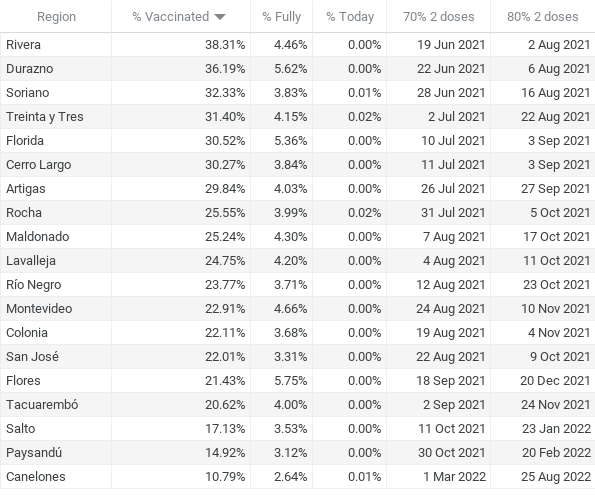 Region % Vaccinated % Fully % Today 70% 2 doses 80% 2 doses
Rivera 38.31% 4.46% 0.00% 19 Jun 2021 2 Aug 2021
Durazno 36.19% 5.62% 0.00% 22 Jun 2021 6 Aug 2021
Soriano 32.33% 3.83% 0.01% 28 Jun 2021 16 Aug 2021
Treinta y Tres 31.40% 4.15% 0.02% 2 Jul 2021 22 Aug 2021
Florida 30.52% 5.36% 0.00% 10 Jul 2021 3 Sep 2021
Cerro Largo 30.27% 3.84% 0.00% 11 Jul 2021 3 Sep 2021
Artigas 29.84% 4.03% 0.00% 26 Jul 2021 27 Sep 2021
Rocha 25.55% 3.99% 0.02% 31 Jul 2021 5 Oct 2021
Maldonado 25.24% 4.30% 0.00% 7 Aug 2021 17 Oct 2021
Lavalleja 24.75% 4.20% 0.00% 4 Aug 2021 11 Oct 2021
Río Negro 23.77% 3.71% 0.00% 12 Aug 2021 23 Oct 2021
Montevideo 22.91% 4.66% 0.00% 24 Aug 2021 10 Nov 2021
Colonia 22.11% 3.68% 0.00% 19 Aug 2021 4 Nov 2021
San José 22.01% 3.31% 0.00% 22 Aug 2021 9 Oct 2021
Flores 21.43% 5.75% 0.00% 18 Sep 2021 20 Dec 2021
Tacuarembó 20.62% 4.00% 0.00% 2 Sep 2021 24 Nov 2021
Salto 17.13% 3.53% 0.00% 11 Oct 2021 23 Jan 2022
Paysandú 14.92% 3.12% 0.00% 30 Oct 2021 20 Feb 2022
Canelones 10.79% 2.64% 0.01% 1 Mar 2022 25 Aug 2022